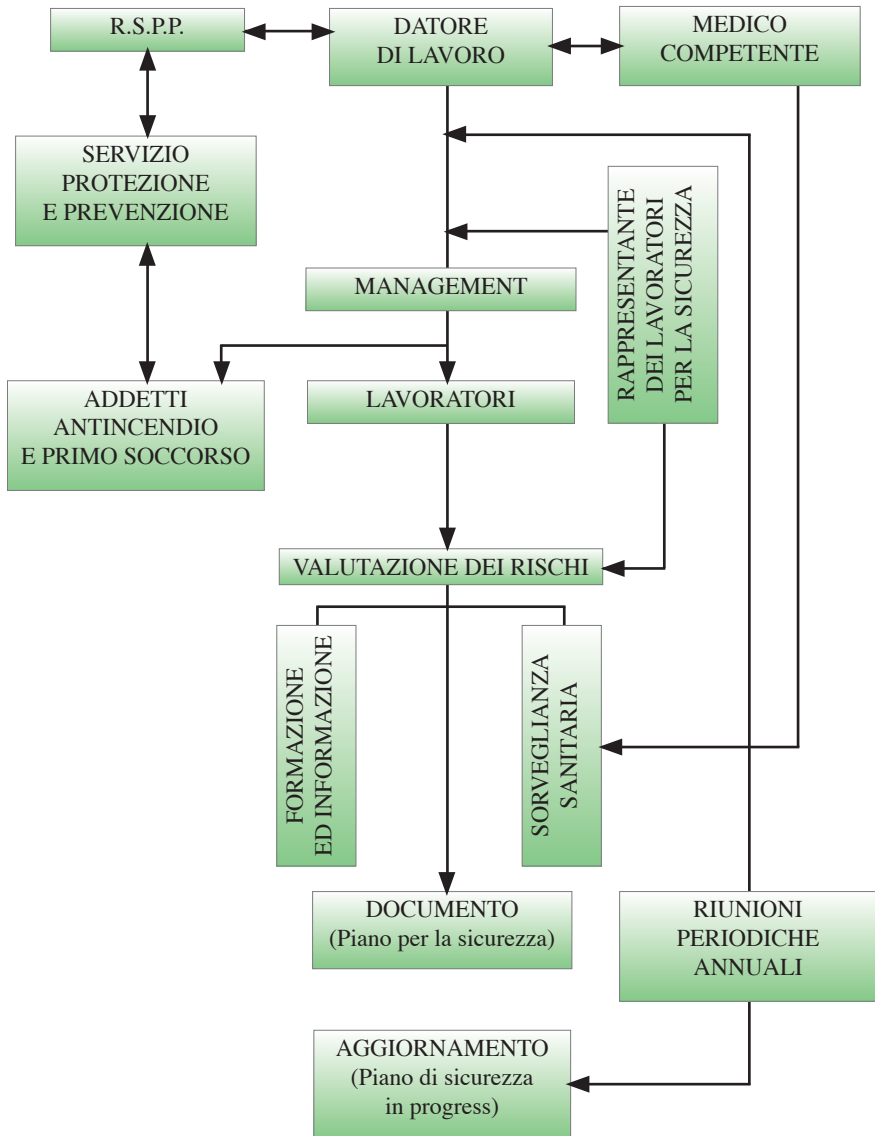 R.S.P.P.
DATORE
DI LAVORO
MEDICO
COMPETENTE
SERVIZIO
PROTEZIONE
E PREVENZIONE
RAPPRESENTANTE
DEI LAVORATORI
PER LA SICUREZZA
MANAGEMENT
ADDETTI
ANTINCENDIO
E PRIMO SOCCORSO
LAVORATORI
VALUTAZIONE DEI RISCHI
FORMAZIONE
ED INFORMAZIONE
SORVEGLIANZA
SANITARIA
DOCUMENTO
(Piano per la sicurezza)
RIUNIONI
PERIODICHE
ANNUALI
AGGIORNAMENTO
(Piano di sicurezza
in progress)